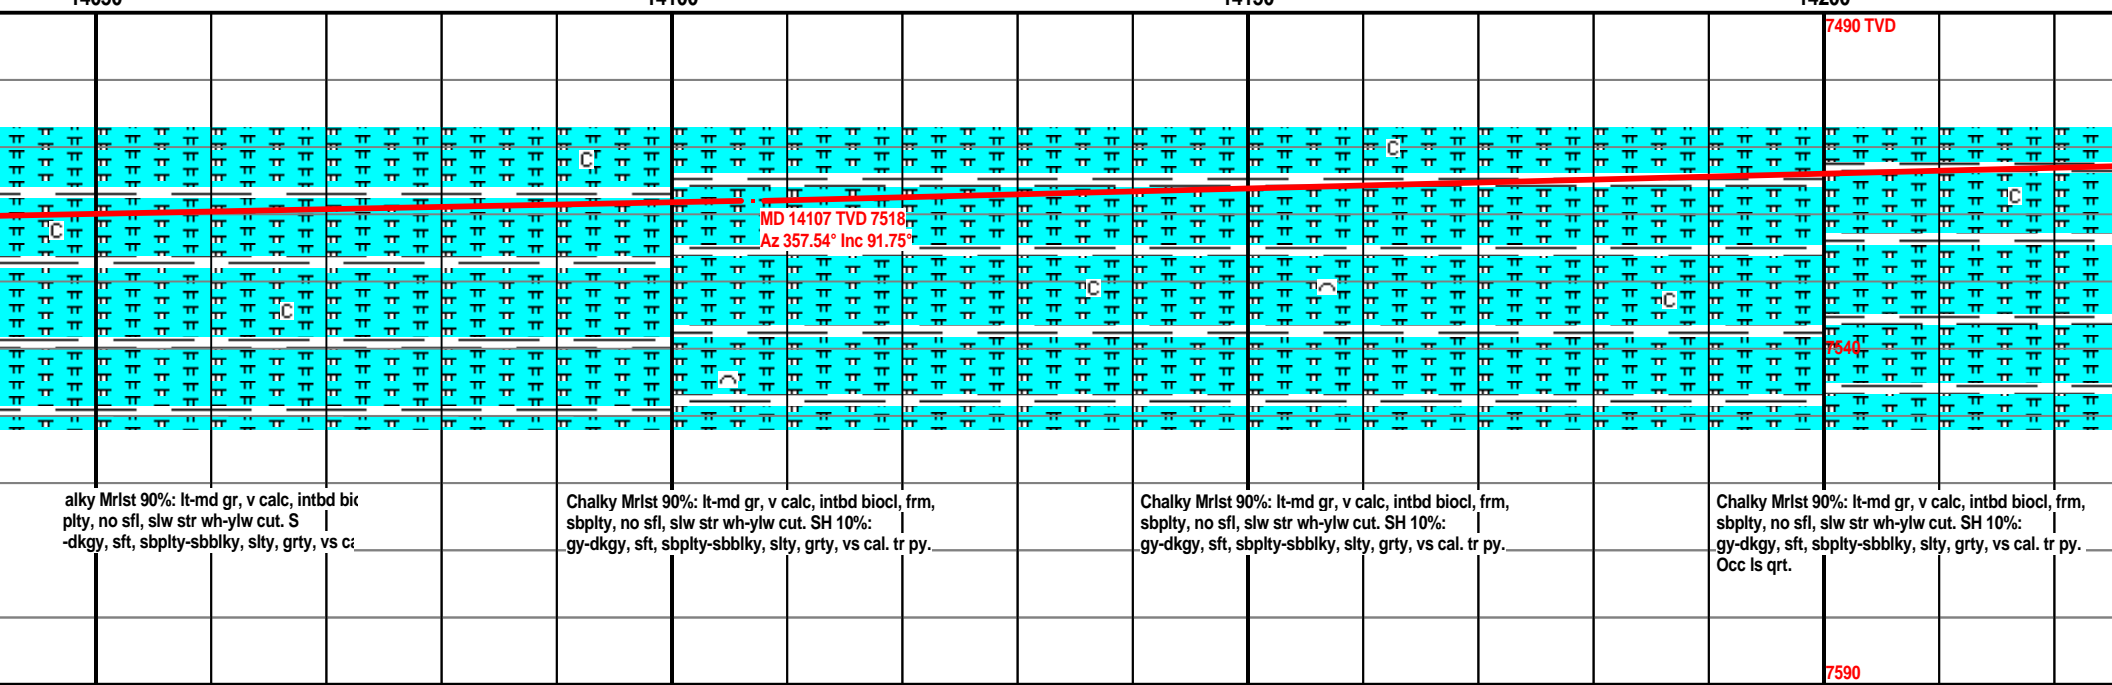 14050
14100
14150
14200
7490 TVD
MD 14107 TVD 7518
Az 357.54° Inc 91.75°
7540
alky Mrlst 90%: lt-md gr, v calc, intbd bio
plty, no sfl, slw str wh-ylw cut. S
-dkgy, sft, sbplty-sbblky, slty, grty, vs ca
Chalky Mrlst 90%: lt-md gr, v calc, intbd biocl, frm,
sbplty, no sfl, slw str wh-ylw cut. SH 10%:
gy-dkgy, sft, sbplty-sbblky, slty, grty, vs cal. tr py.
Chalky Mrlst 90%: lt-md gr, v calc, intbd biocl, frm,
sbplty, no sfl, slw str wh-ylw cut. SH 10%:
gy-dkgy, sft, sbplty-sbblky, slty, grty, vs cal. tr py.
Chalky Mrlst 90%: lt-md gr, v calc, intbd biocl, frm,
sbplty, no sfl, slw str wh-ylw cut. SH 10%:
gy-dkgy, sft, sbplty-sbblky, slty, grty, vs cal. tr py.
Occ ls qrt.
7590